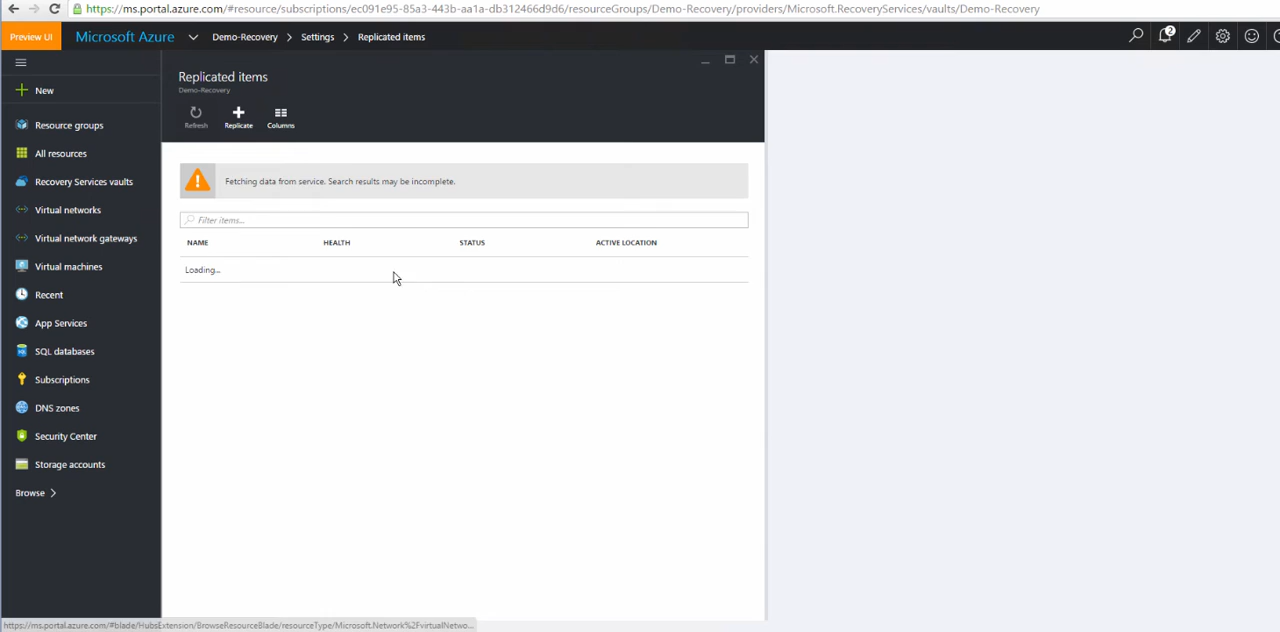 https://ms.portal.azure.com/#resource/subscriptions/ec091e95-85a3-443b-aa1a-db312466d9d6/resourceGroups/Demo-Recovery/providers/Microsoft.RecoveryServices/vaults/Demo-Recovery
Preview UI Microsoft Azure Demo-Recovery > Settings > Replicated items 2
Replicated items
Demo-Recovery
New
Refresh Replicate Columns
Resource groups
All resources
Fetching data from service. Search results may be incomplete.
Recovery Services vaults
Virtual networks
Filter items...
Virtual network gateways
NAME HEALTH STATUS ACTIVE LOCATION
Virtual machines
Loading...
Recent
App Services
SQL databases
Subscriptions
DNS zones
Security Center
Storage accounts
Browse >
https://ms.portal.azure.com/#blade/HubsExtension/BrowseResourceBlade/resourceType/Microsoft.Network%2FvirtualNetwo...